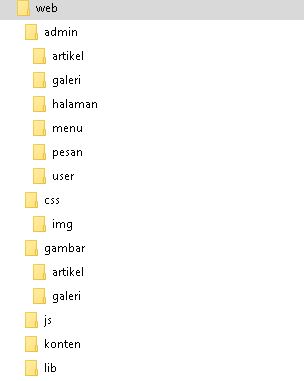 web
admin
artikel
galeri
halaman
menu
pesan
user
css
img
gambar
artikel
galeri
js
konten
lib